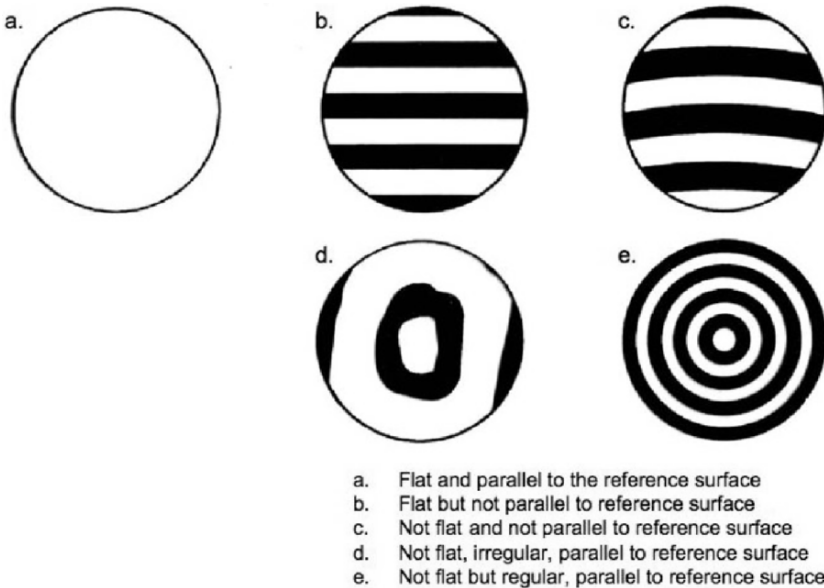 a.
b.
c.
d.
e.
a. Flat and parallel to the reference surface
b. Flat but not parallel to reference surface
c. Not flat and not parallel to reference surface
d. Not flat, irregular, parallel to reference surface
e. Not flat but regular, parallel to reference surface